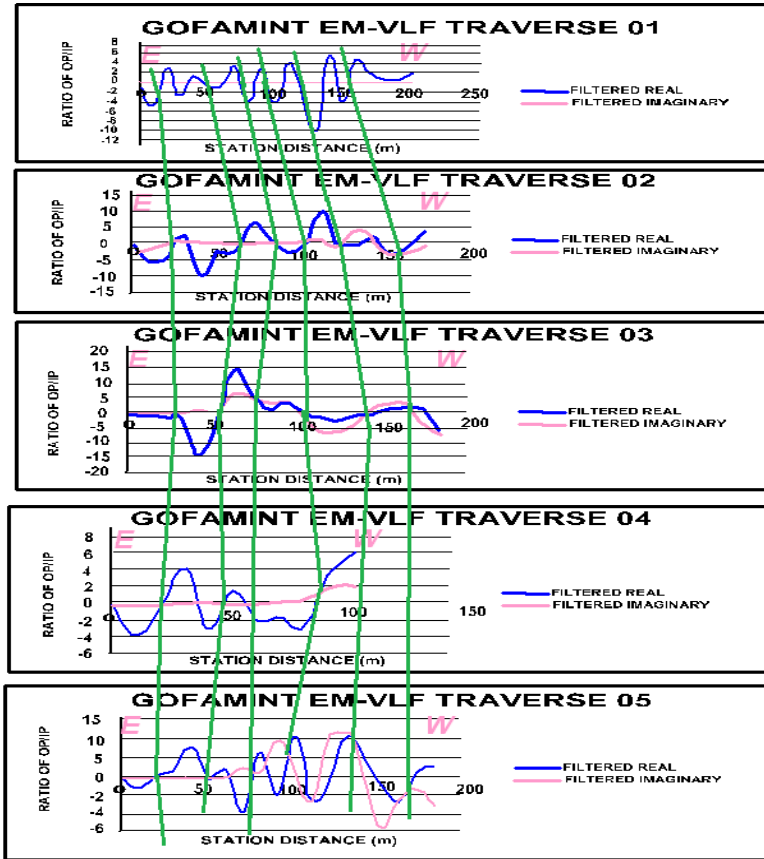 GOFAMINT EM-VLF TRAVERSE 01
E W
RATIO OF OP/IP
8
6
4
2
0
-2
-4
-6
-8
-10
-12
0 50 100 150 200 250
STATION DISTANCE (m)
FILTERED REAL
FILTERED IMAGINARY
GOFAMINT EM-VLF TRAVERSE 02
E W
RATIO OF OP/IP
15
10
5
0
-5
-10
-15
0 50 100 150 200
STATION DISTANCE (m)
FILTERED REAL
FILTERED IMAGINARY
GOFAMINT EM-VLF TRAVERSE 03
E W
RATIO OF OP/IP
20
15
10
5
0
-5
-10
-15
-20
0 50 100 150 200
STATION DISTANCE (m)
FILTERED REAL
FILTERED IMAGINARY
GOFAMINT EM-VLF TRAVERSE 04
E W
RATIO OF OP/IP
8
6
4
2
0
-2
-4
-6
0 50 100 150
STATION DISTANCE (m)
FILTERED REAL
FILTERED IMAGINARY
GOFAMINT EM-VLF TRAVERSE 05
E W
RATIO OF OP/IP
15
10
5
0
-2
-4
-6
0 50 100 150 200
STATION DISTANCE (m)
FILTERED REAL
FILTERED IMAGINARY